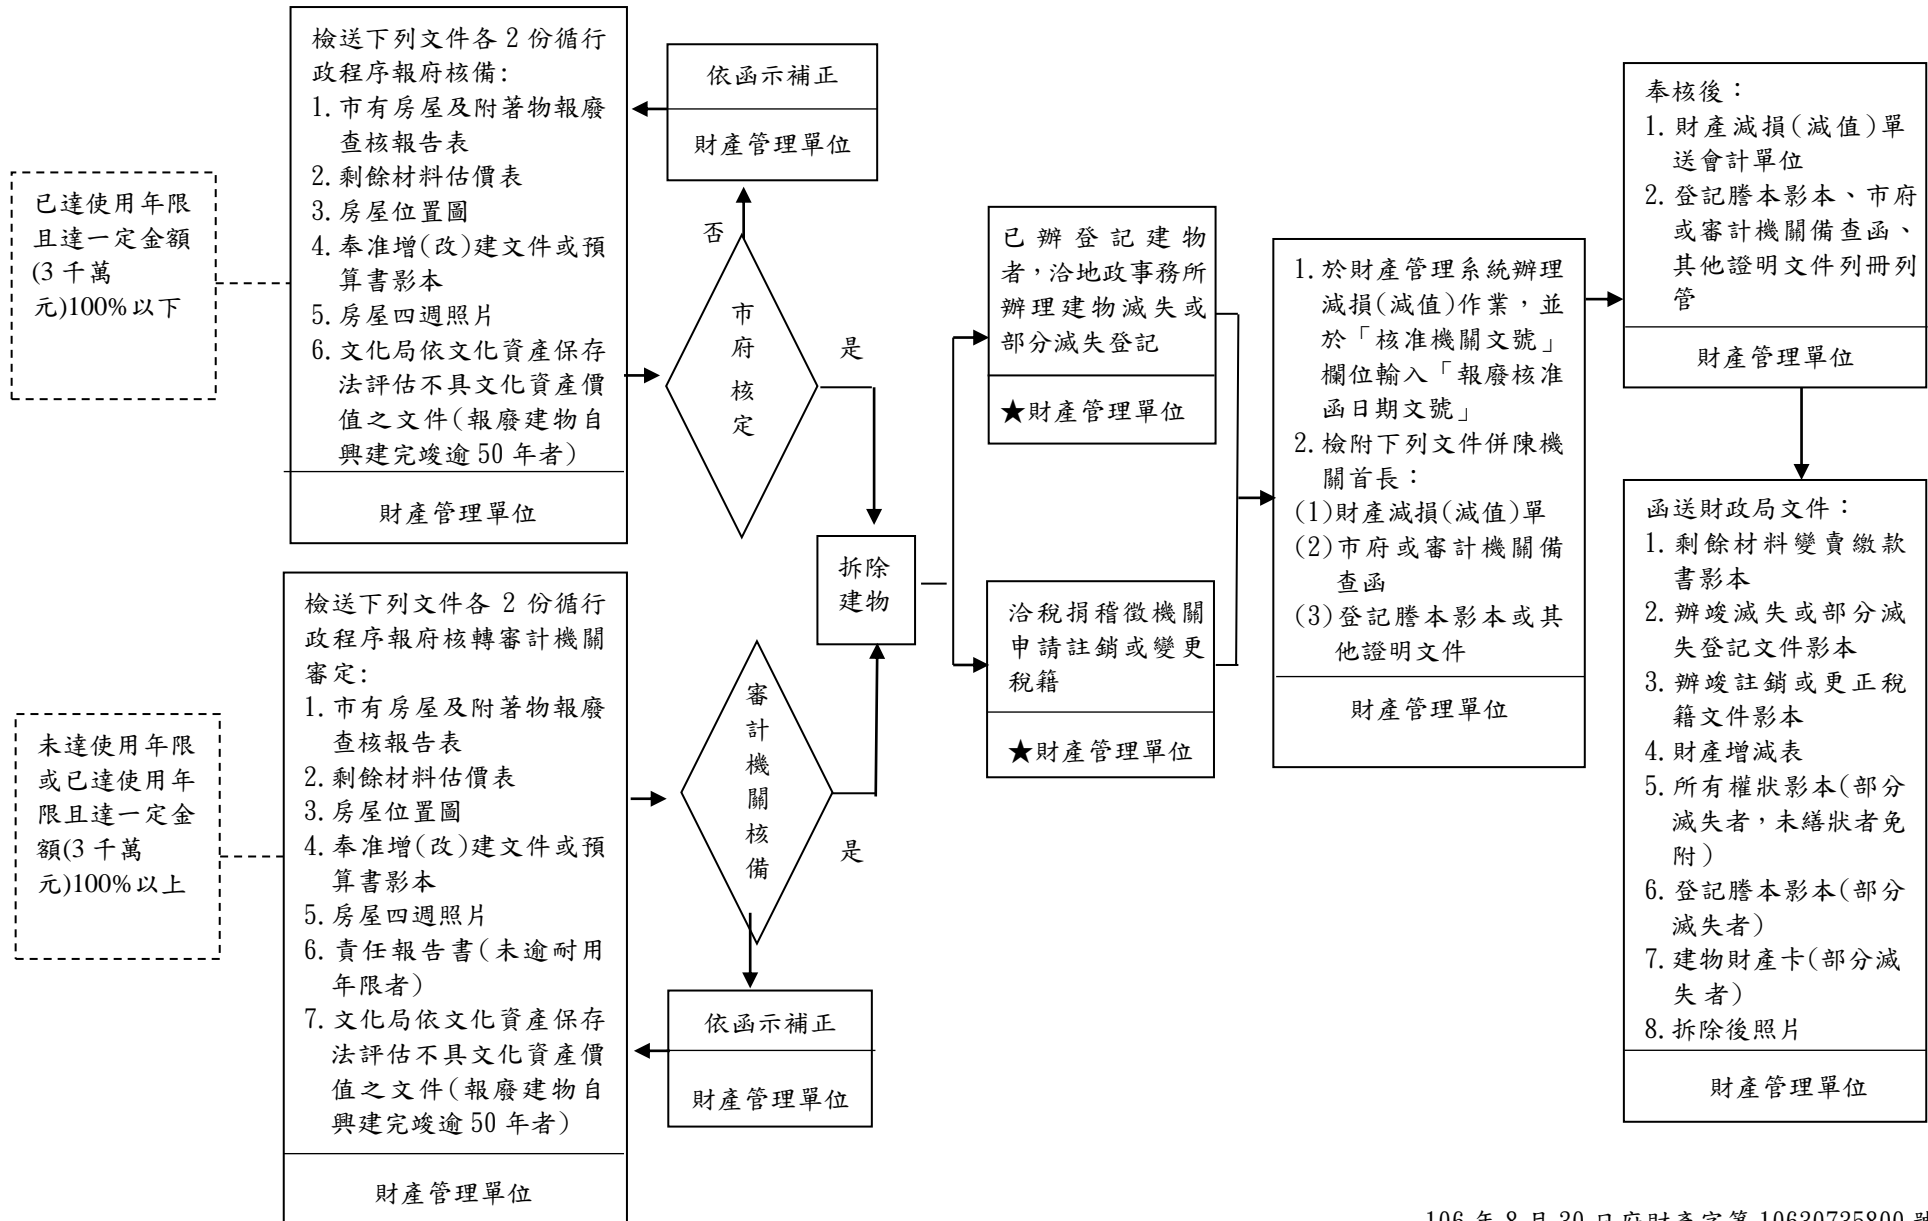 已達使用年限
且達一定金額
(3 千萬
元)100%以下
檢送下列文件各 2 份循行
政程序報府核備:
1.市有房屋及附著物報廢
查核報告表
2.剩餘材料估價表
3.房屋位置圖
4.奉准增(改)建文件或預
算書影本
5.房屋四週照片
6.文化局依文化資產保存
法評估不具文化資產價
值之文件(報廢建物自
興建完竣逾 50 年者)
財產管理單位
依函示補正
財產管理單位
否
市
府
核
定
是
未達使用年限
或已達使用年
限且達一定金
額(3 千萬
元)100%以上
檢送下列文件各 2 份循行
政程序報府核轉審計機關
審定:
1.市有房屋及附著物報廢
查核報告表
2.剩餘材料估價表
3.房屋位置圖
4.奉准增(改)建文件或預
算書影本
5.房屋四週照片
6.責任報告書(未逾耐用
年限者)
7.文化局依文化資產保存
法評估不具文化資產價
值之文件(報廢建物自
興建完竣逾 50 年者)
財產管理單位
審
計
機
關
核
備
是
依函示補正
財產管理單位
拆除
建物
已辦登記建物
者,洽地政事務所
辦理建物滅失或
部分滅失登記
★財產管理單位
洽稅捐稽徵機關
申請註銷或變更
稅籍
★財產管理單位
1.於財產管理系統辦理
減損(減值)作業,並
於「核准機關文號」
欄位輸入「報廢核准
函日期文號」
2.檢附下列文件併陳機
關首長：
(1)財產減損(減值)單
(2)市府或審計機關備
查函
(3)登記謄本影本或其
他證明文件
財產管理單位
奉核後：
1.財產減損(減值)單
送會計單位
2.登記謄本影本、市府
或審計機關備查函、
其他證明文件列冊列
管
財產管理單位
函送財政局文件：
1.剩餘材料變賣繳款
書影本
2.辦竣滅失或部分滅
失登記文件影本
3.辦竣註銷或更正稅
籍文件影本
4.財產增減表
5.所有權狀影本(部分
滅失者,未繕狀者免
附)
6.登記謄本影本(部分
滅失者)
7.建物財產卡(部分滅
失者)
8.拆除後照片
財產管理單位
106 年 8 月 30 日府財產字第 10630735800 號